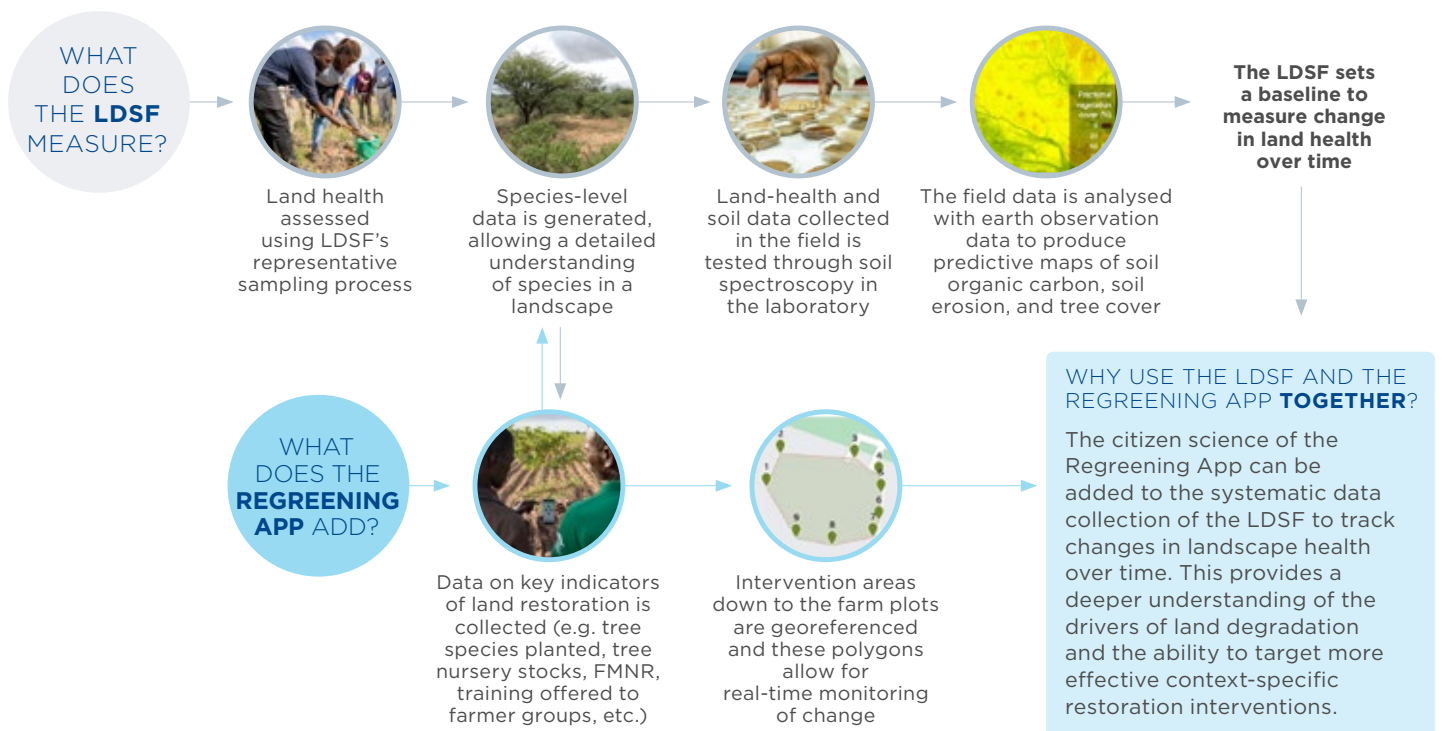 WHAT
DOES
THE LDSF
MEASURE?
Land health
assessed
using LDSF's
representative
sampling process
Species-level
data is generated,
allowing a detailed
understanding
of species in a
landscape
Land-health and
soil data collected
in the field is
tested through soil
spectroscopy in
the laboratory
The field data is analysed
with earth observation
data to produce
predictive maps of soil
organic carbon, soil
erosion, and tree cover
The LDSF sets
a baseline to
measure change
in land health
over time
WHAT
DOES THE
REGREENING
APP ADD?
Data on key indicators
of land restoration is
collected (e.g. tree
species planted, tree
nursery stocks, FMNR,
training offered to
farmer groups, etc.)
1
2
3
4
6
7
8
9
Intervention areas
down to the farm plots
are georeferenced
and these polygons
allow for
real-time monitoring
of change
WHY USE THE LDSF AND THE
REGREENING APP TOGETHER?
The citizen science of the
Regreening App can be
added to the systematic data
collection of the LDSF to track
changes in landscape health
over time. This provides a
deeper understanding of the
drivers of land degradation
and the ability to target more
effective context-specific
restoration interventions.